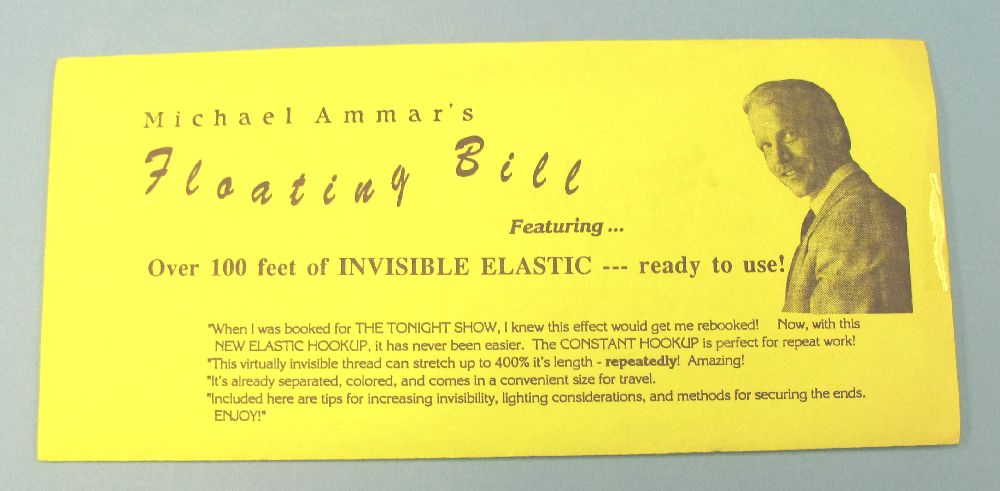 Michael Ammar's
Floating Bill
Featuring...
Over 100 feet of INVISIBLE ELASTIC --- ready to use!
"When I was booked for THE TONIGHT SHOW, I knew this effect would get me rebooked! Now, with this
NEW ELASTIC HOOKUP, it has never been easier. The CONSTANT HOOKUP is perfect for repeat work!
"This virtually invisible thread can stretch up to 400% it's length - repeatedly! Amazing!
"It's already separated, colored, and comes in a convenient size for travel.
"Included here are tips for increasing invisibility, lighting considerations, and methods for securing the ends.
ENJOY!"